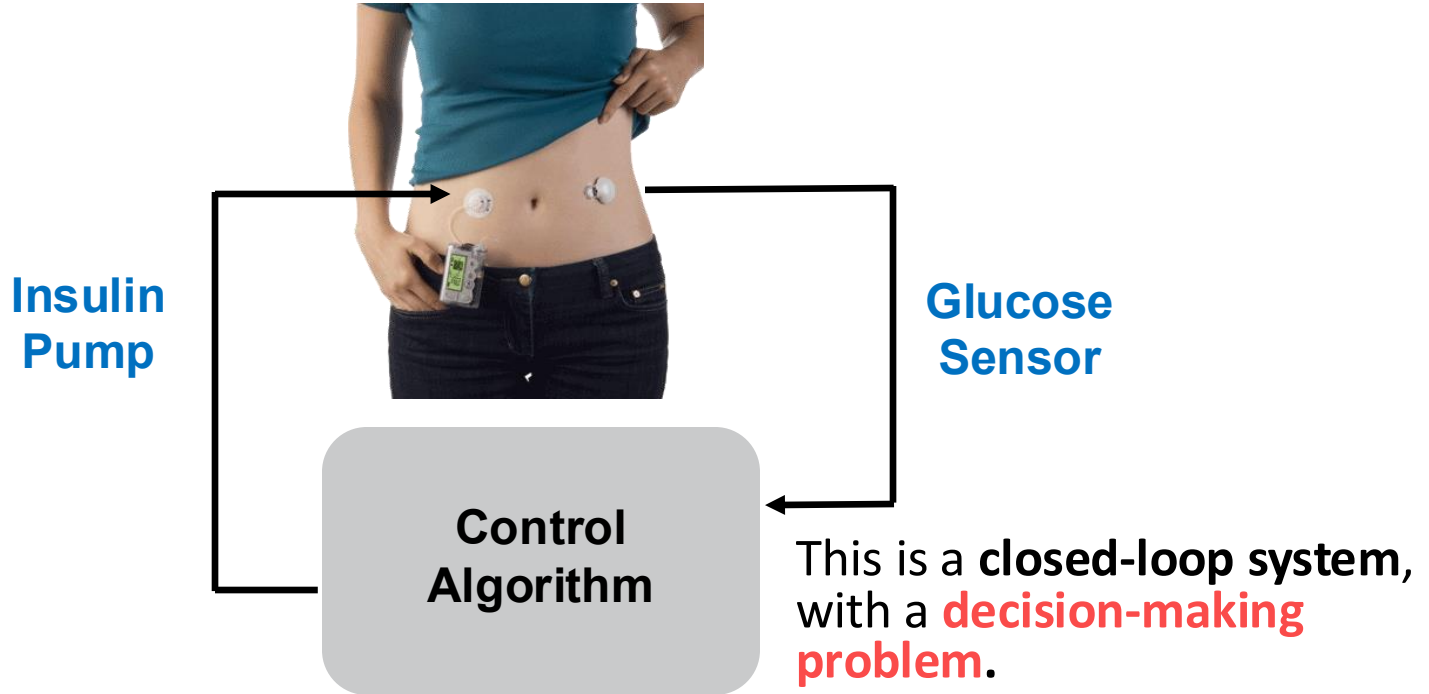 Insulin
Pump
Glucose
Sensor
Control
Algorithm
This is a closed-loop system,
with a decision-making
problem.